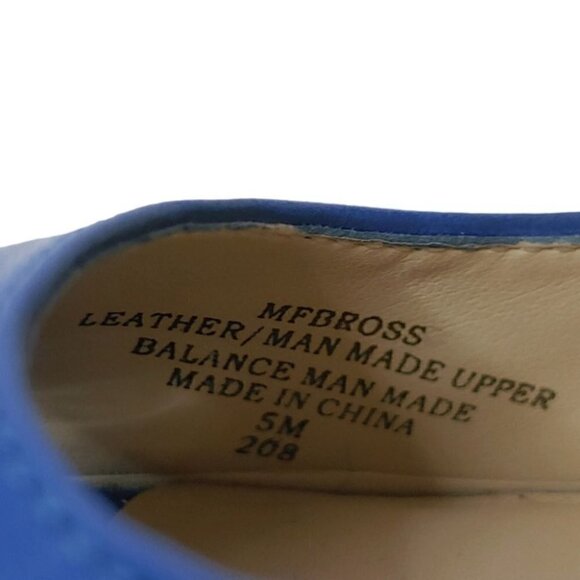 MFBROSS
LEATHER/MAN MADE UPPER
BALANCE MAN MADE
MADE IN CHINA
5M
208